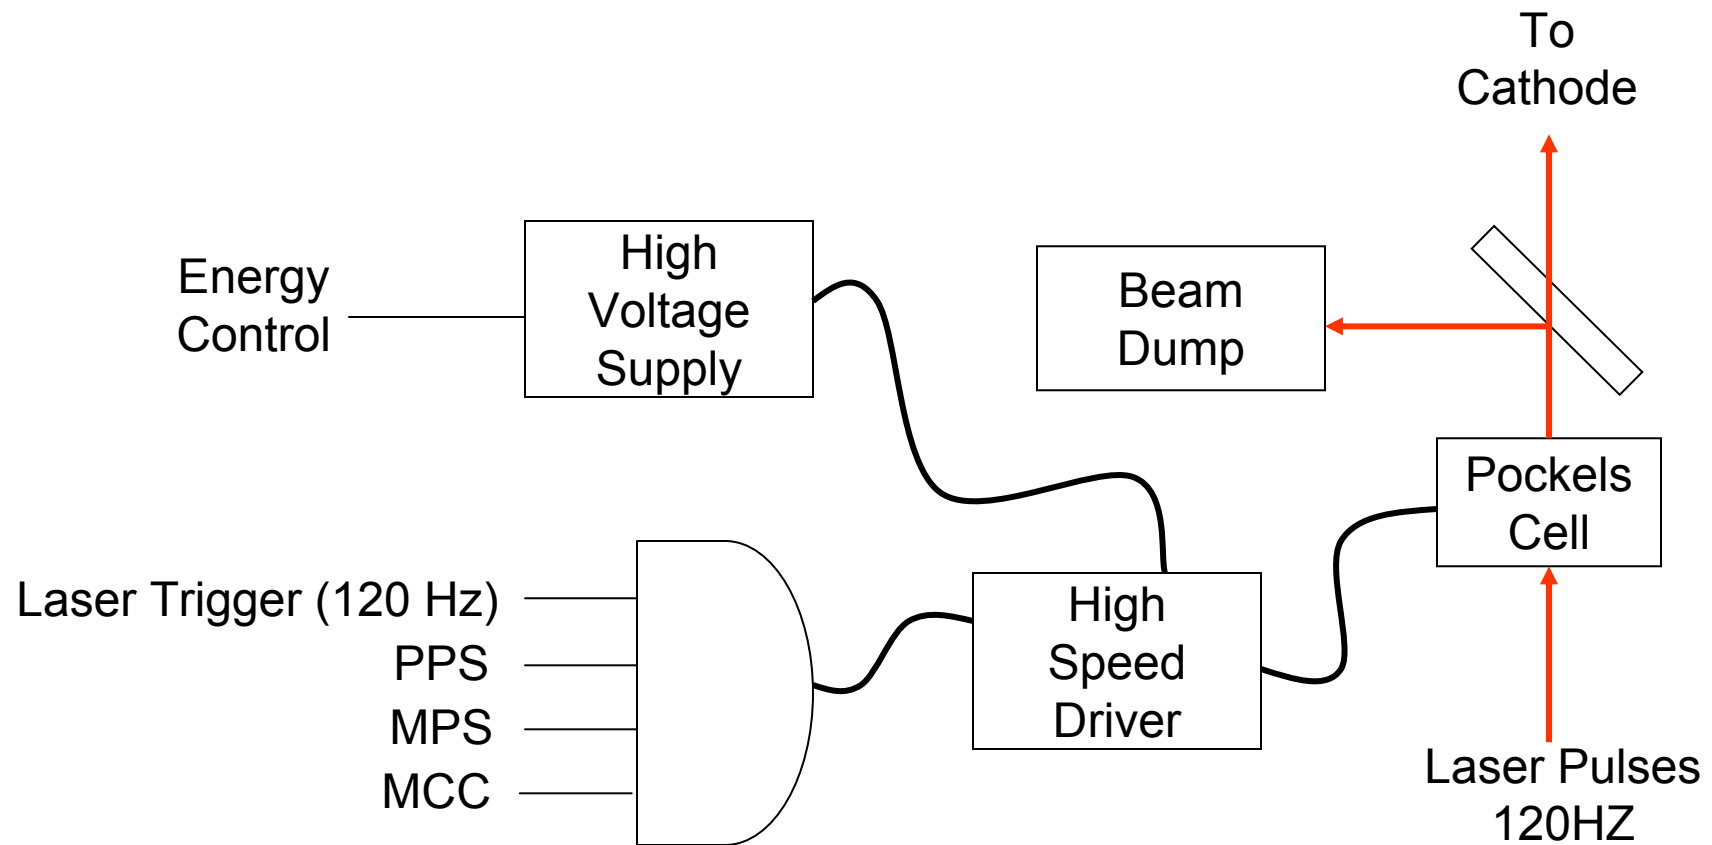 To
Cathode
Energy
Control
High
Voltage
Supply
Beam
Dump
Pockels
Cell
Laser Trigger (120 Hz)
PPS
MPS
MCC
High
Speed
Driver
Laser Pulses
120HZ